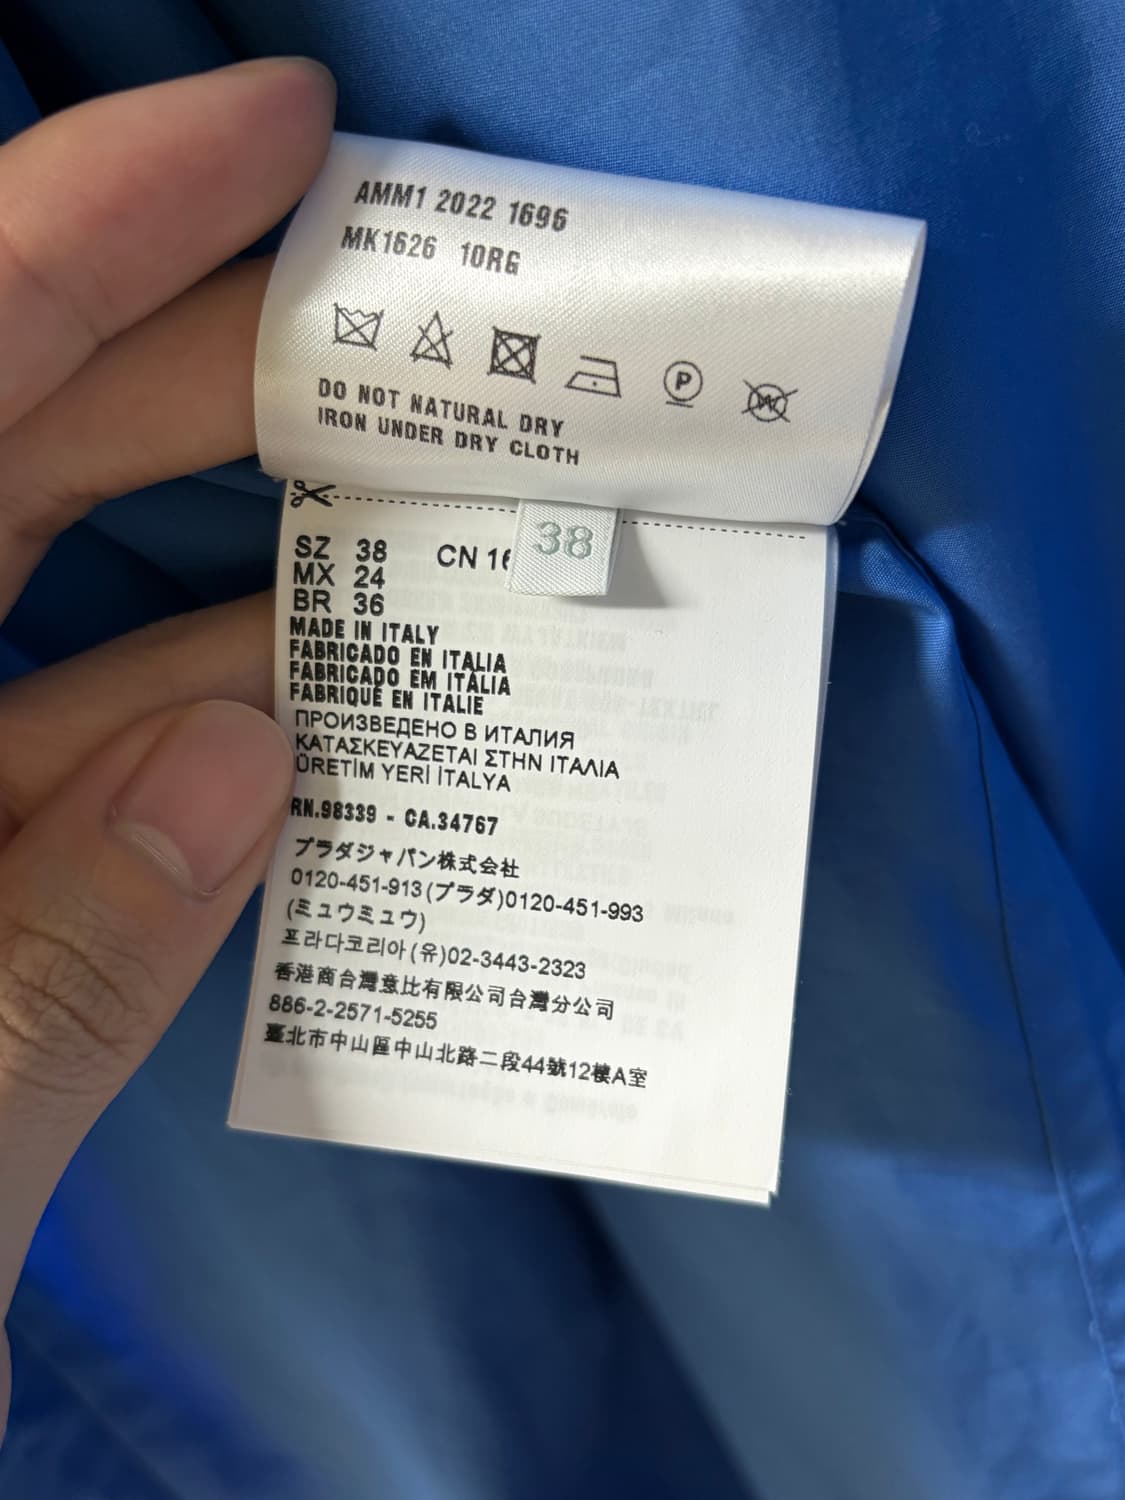 AMM1 2022 1696
MK1626 10RG
P
W
DO NOT NATURAL DRY
IRON UNDER DRY CLOTH
38
SZ 38 CN
MX 24
BR 36
MADE IN ITALY
FABRICADO EN ITALIA
FABRICADO EM ITÁLIA
FABRIQUÉ EN ITALIE
ПРОИЗВЕДЕНО В ИТАЛИЯ
ΚΑΤΑΣΚΕΥΑΖΕΤΑΙ ΣΤΗΝ ΙΤΑΛΙΑ
ÜRETİM YERİ İTALYA
RN.98339 - CA.34767
プラダジャパン株式会社
0120-451-913(プラダ)0120-451-993
(ミュウミュウ)
프라다코리아(유)02-3443-2323
香港商台灣意比有限公司台灣分公司
886-2-2571-5255
臺北市中山區中山北路二段44號12樓A室